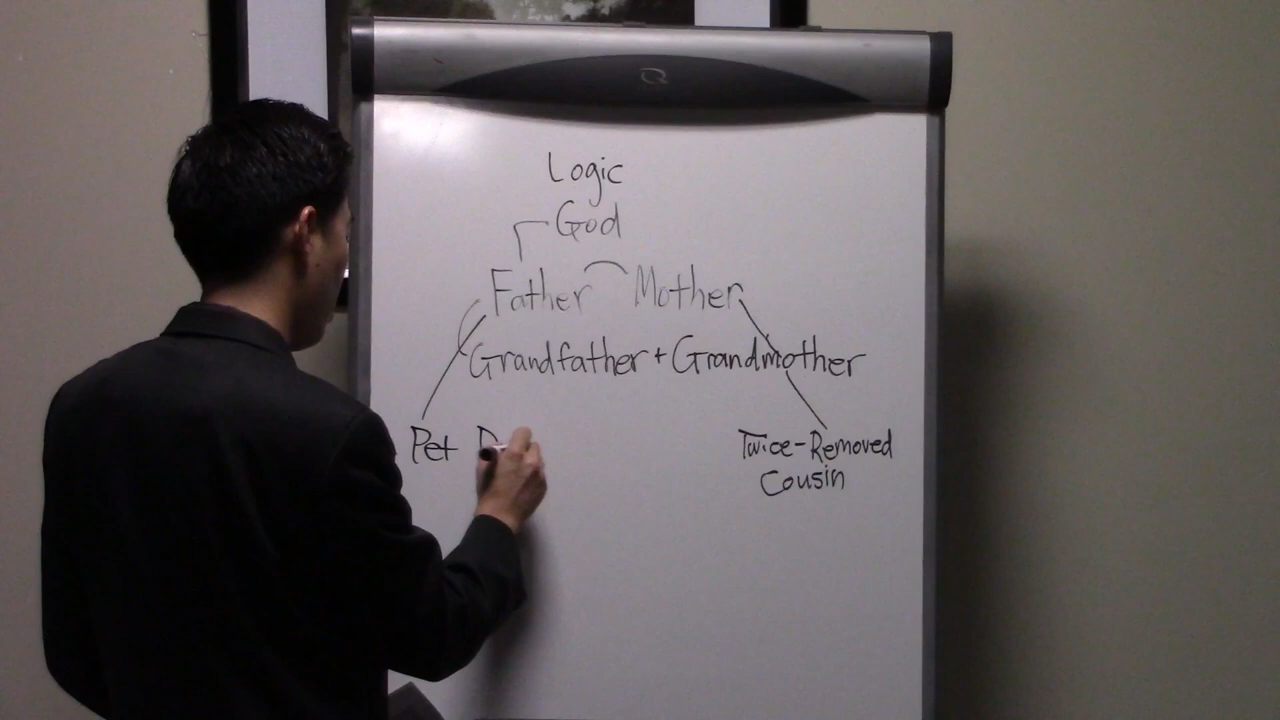 Logic
God
Father Mother
Grandfather + Grandmother
Pet D
Twice-Removed
Cousin